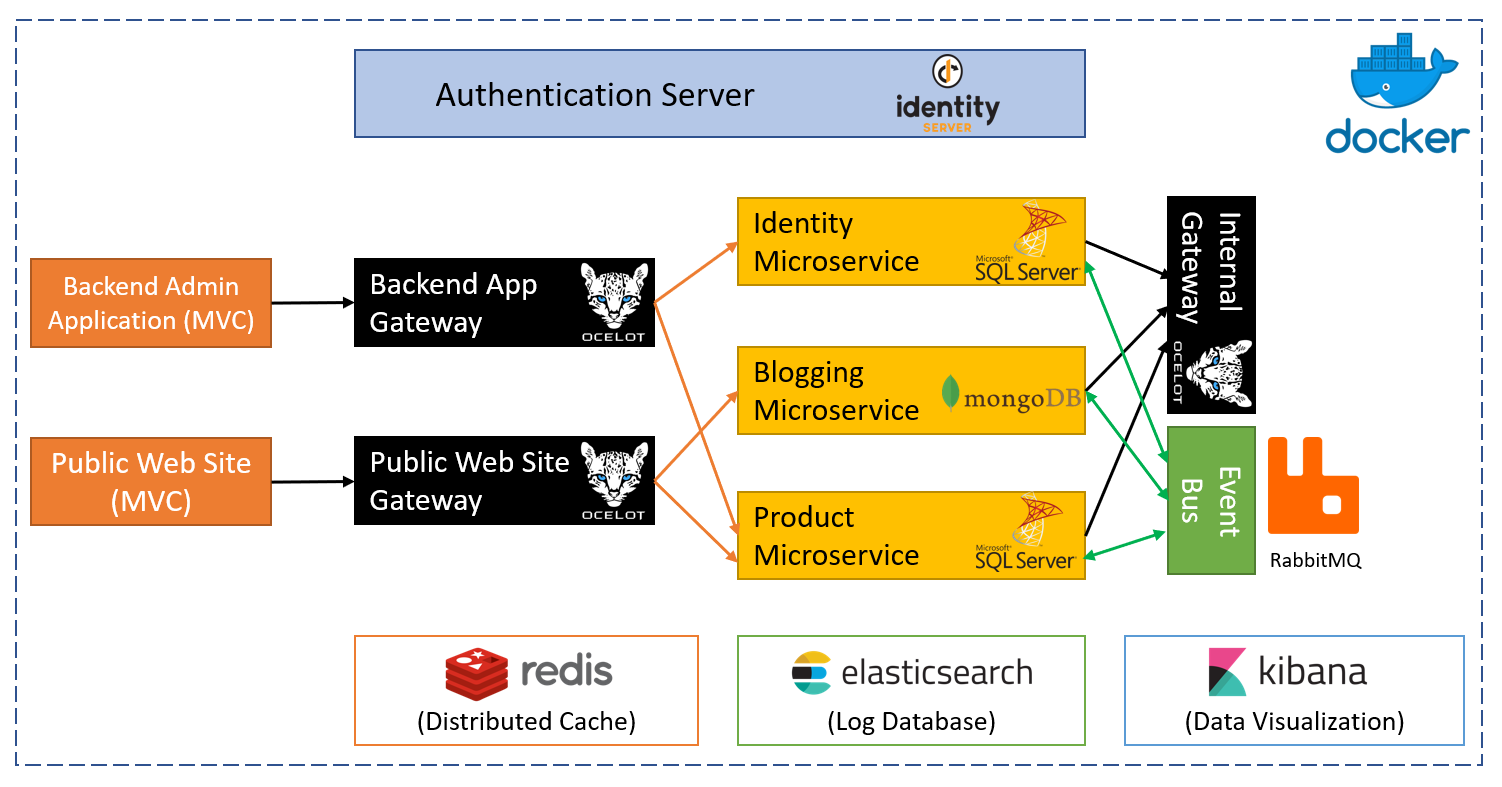 Authentication Server
identity
SERVER
docker
Identity
Microservice
Microsoft®
SQL Server
Internal
Gateway
OCELOT
Backend Admin
Application (MVC)
Backend App
Gateway
OCELOT
Blogging
Microservice
mongoDB
Public Web Site
(MVC)
Public Web Site
Gateway
OCELOT
Event
Bus
RabbitMQ
Product
Microservice
Microsoft®
SQL Server
redis
(Distributed Cache)
elasticsearch
(Log Database)
kibana
(Data Visualization)